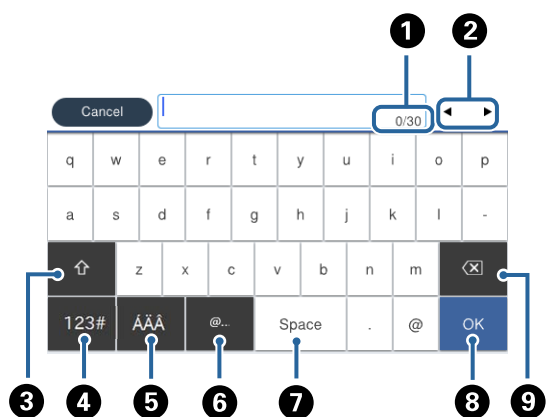 1 2
Cancel 0/30
q w e r t y u i o p
a s d f g h j k l -
z x c v b n m
123# ÁÄÂ @... Space . @ OK
3 4 5 6 7 8 9